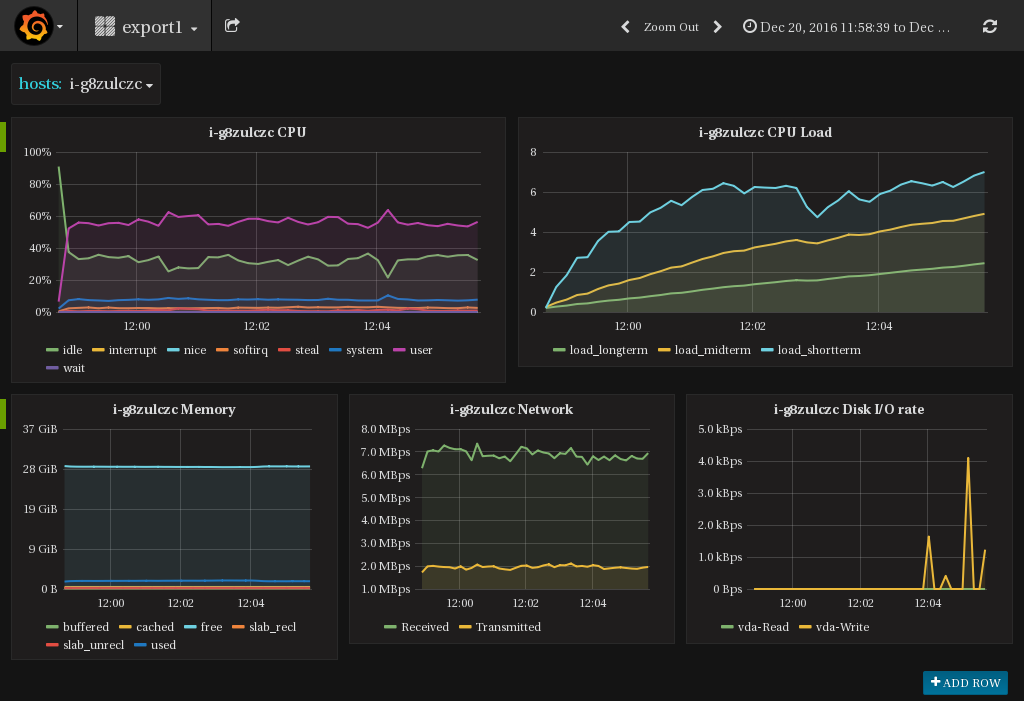 export1
Zoom Out
Dec 20, 2016 11:58:39 to Dec ...
hosts: i-g8zulczc
i-g8zulczc CPU
100%
80%
60%
40%
20%
0%
12:00 12:02 12:04
idle interrupt nice softirq steal system user
wait
i-g8zulczc CPU Load
8
6
4
2
0
12:00 12:02 12:04
load_longterm load_midterm load_shortterm
i-g8zulczc Memory
37 GiB
28 GiB
19 GiB
9 GiB
0 B
12:00 12:02 12:04
buffered cached free slab_recl
slab_unrecl used
i-g8zulczc Network
8.0 MBps
7.0 MBps
6.0 MBps
5.0 MBps
4.0 MBps
3.0 MBps
2.0 MBps
1.0 MBps
12:00 12:02 12:04
Received Transmitted
i-g8zulczc Disk I/O rate
5.0 kBps
4.0 kBps
3.0 kBps
2.0 kBps
1.0 kBps
0 Bps
12:00 12:02 12:04
vda-Read vda-Write
ADD ROW